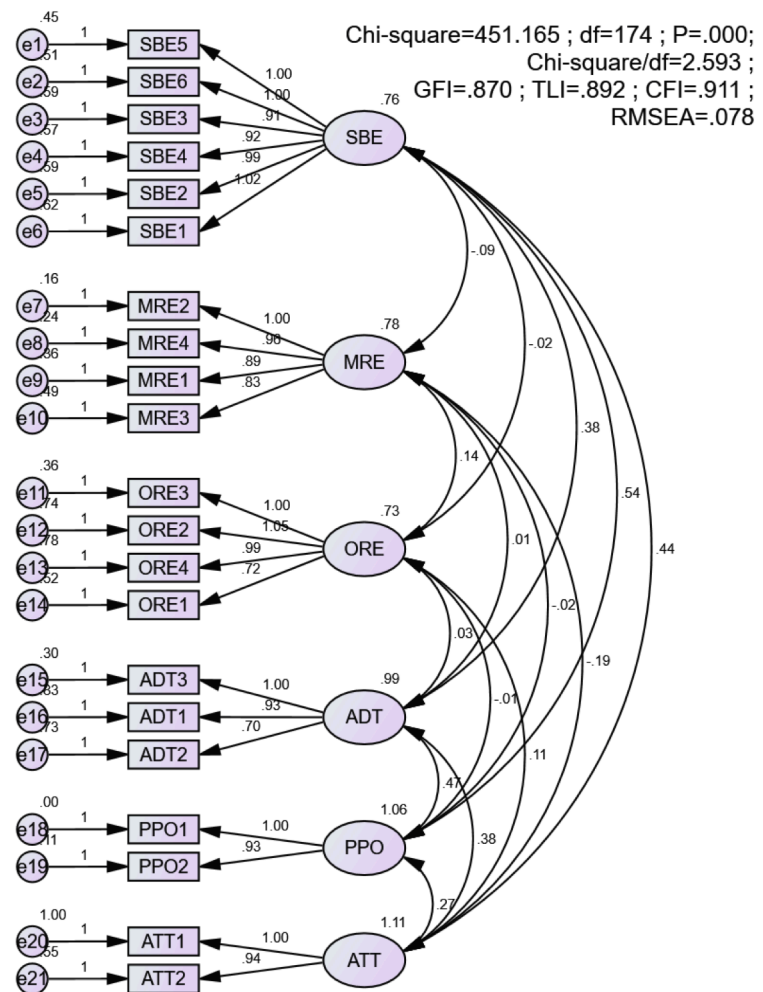 .45
Chi-square=451.165 ; df=174 ; P=.000;
Chi-square/df=2.593 ;
GFI=.870 ; TLI=.892 ; CFI=.911 ;
RMSEA=.078
e1 1 SBE5 1.00
.51
e2 1 SBE6 1.00
.59
e3 1 SBE3 .91
.57
e4 1 SBE4 .92
.59
e5 1 SBE2 .99
.62
e6 1 SBE1 1.02
.76
SBE
.16
e7 1 MRE2 1.00
.24
e8 1 MRE4 .96
.36
e9 1 MRE1 .89
.49
e10 1 MRE3 .83
.78
MRE
.36
e11 1 ORE3 1.00
.74
e12 1 ORE2 1.05
.78
e13 1 ORE4 .99
.52
e14 1 ORE1 .72
.73
ORE
.30
e15 1 ADT3 1.00
.83
e16 1 ADT1 .93
.73
e17 1 ADT2 .70
.99
ADT
.00
e18 1 PPO1 1.00
.11
e19 1 PPO2 .93
1.06
PPO
1.00
e20 1 ATT1 1.00
.55
e21 1 ATT2 .94
1.11
ATT
-.09
-.02
.38
.54
.44
.14
.01
-.02
-.19
.03
-.01
.11
.47
.38
.27